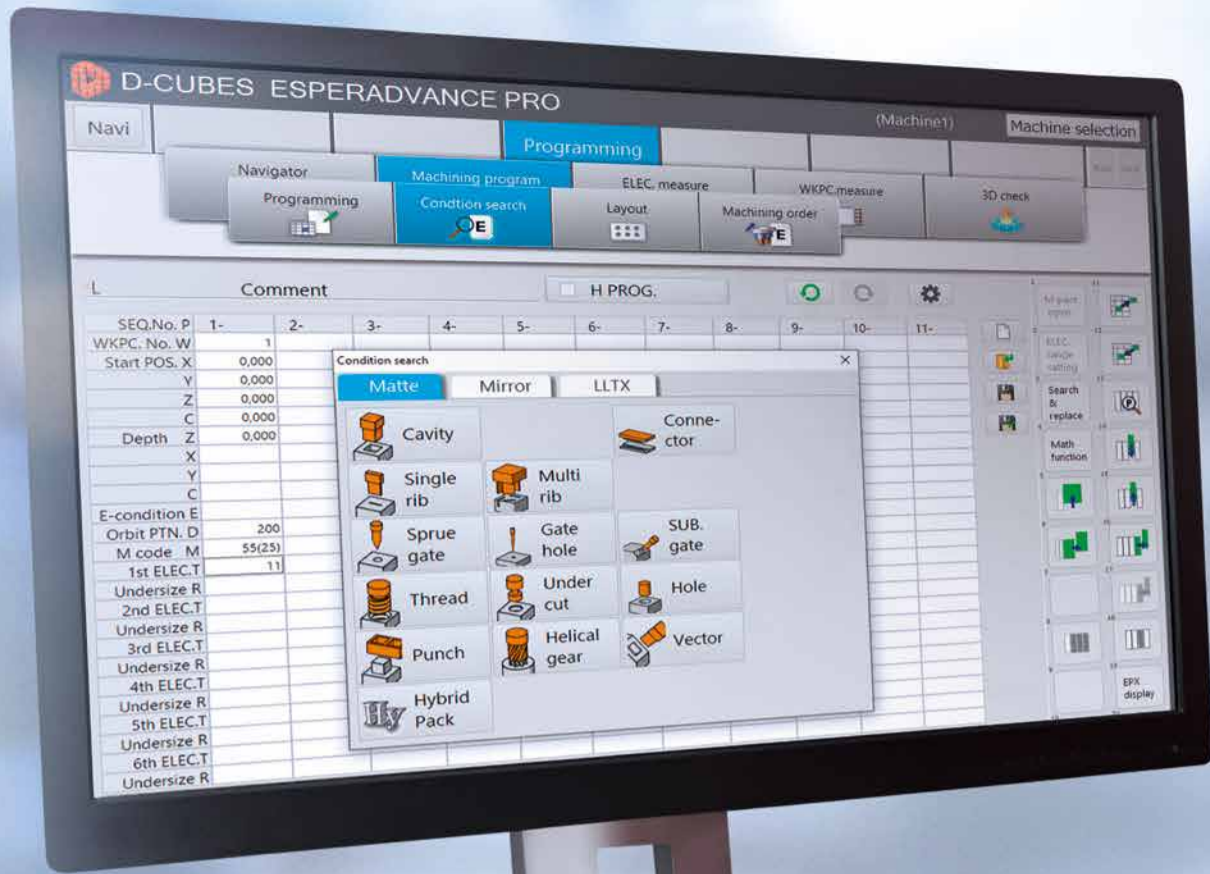 D-CUBES ESPERADVANCE PRO
Navi
Programming
(Machine1)
Machine selection
Navigator
Machining program
ELEC. measure
WKPC.measure
3D check
Programming
Condtion search
Layout
Machining order
L
Comment
H PROG.
SEQ.No. P 1- 2- 3- 4- 5- 6- 7- 8- 9- 10- 11-
WKPC. No. W 1
Start POS. X 0,000
Y 0,000
Z 0,000
C 0,000
Depth Z 0,000
X
Y
C
E-condition E
Orbit PTN. D 200
M code M 55(25)
1st ELEC.T 11
Undersize R
2nd ELEC.T
Undersize R
3rd ELEC.T
Undersize R
4th ELEC.T
Undersize R
5th ELEC.T
Undersize R
6th ELEC.T
Undersize R
Condition search
Matte
Mirror
LLTX
Cavity
Conne-
ctor
Single
rib
Multi
rib
Sprue
gate
Gate
hole
SUB.
gate
Thread
Under
cut
Hole
Punch
Helical
gear
Vector
Hy
Hybrid
Pack
Search
&
replace
Math
function
EPX
display